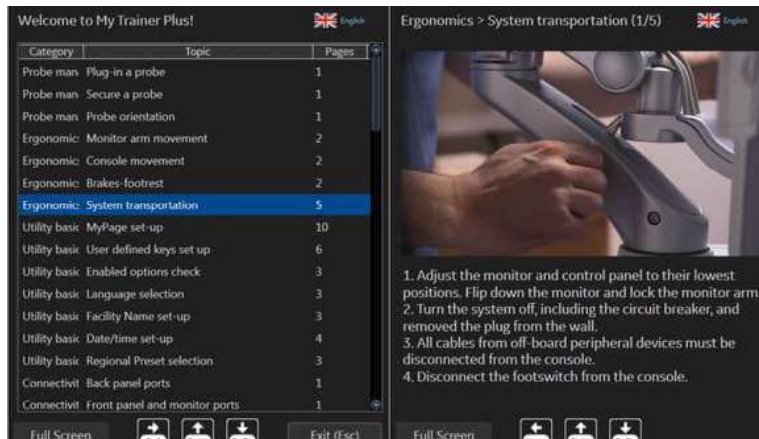 Welcome to My Trainer Plus!
English
Category Topic Pages
Probe man Plug-in a probe 1
Probe man Secure a probe 1
Probe man Probe orientation 1
Ergonomic: Monitor arm movement 2
Ergonomic: Console movement 2
Ergonomic: Brakes-footrest 2
Ergonomic: System transportation 5
Utility basic MyPage set-up 10
Utility basic User defined keys set up 6
Utility basic Enabled options check 3
Utility basic Language selection 3
Utility basic Facility Name set-up 3
Utility basic Date/time set-up 4
Utility basic Regional Preset selection 3
Connectivit Back panel ports 1
Connectivit Front panel and monitor ports 1
Full Screen
Exit (Esc)
Ergonomics > System transportation (1/5)
English
1. Adjust the monitor and control panel to their lowest
positions. Flip down the monitor and lock the monitor arm
2. Turn the system off, including the circuit breaker, and
removed the plug from the wall.
3. All cables from off-board peripheral devices must be
disconnected from the console.
4. Disconnect the footswitch from the console.
Full Screen